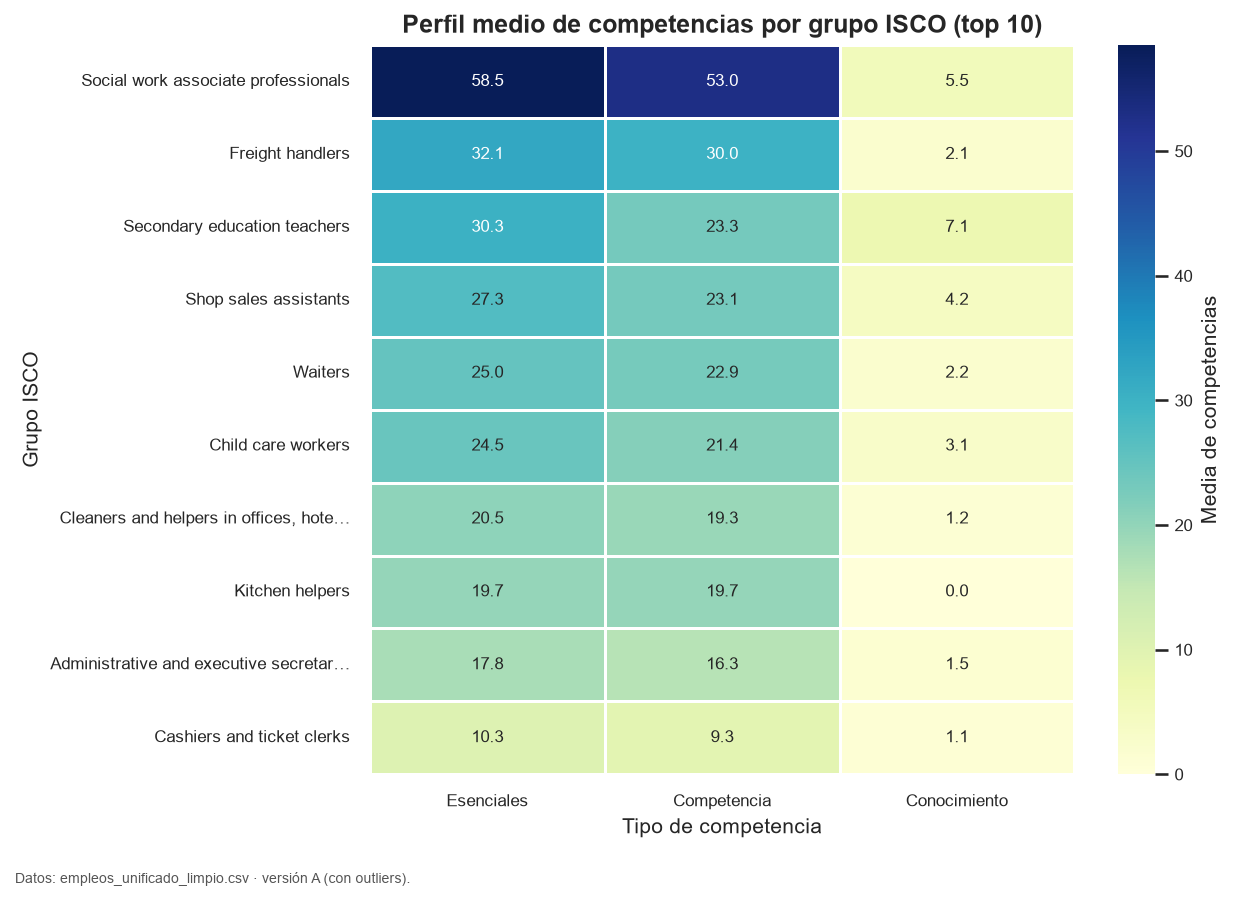 Perfil medio de competencias por grupo ISCO (top 10)
Grupo ISCO
Social work associate professionals 58.5 53.0 5.5
Freight handlers 32.1 30.0 2.1
Secondary education teachers 30.3 23.3 7.1
Shop sales assistants 27.3 23.1 4.2
Waiters 25.0 22.9 2.2
Child care workers 24.5 21.4 3.1
Cleaners and helpers in offices, hote… 20.5 19.3 1.2
Kitchen helpers 19.7 19.7 0.0
Administrative and executive secretar… 17.8 16.3 1.5
Cashiers and ticket clerks 10.3 9.3 1.1
Esenciales Competencia Conocimiento
Tipo de competencia
50
40
30
20
10
0
Media de competencias
Datos: empleos_unificado_limpio.csv · versión A (con outliers).